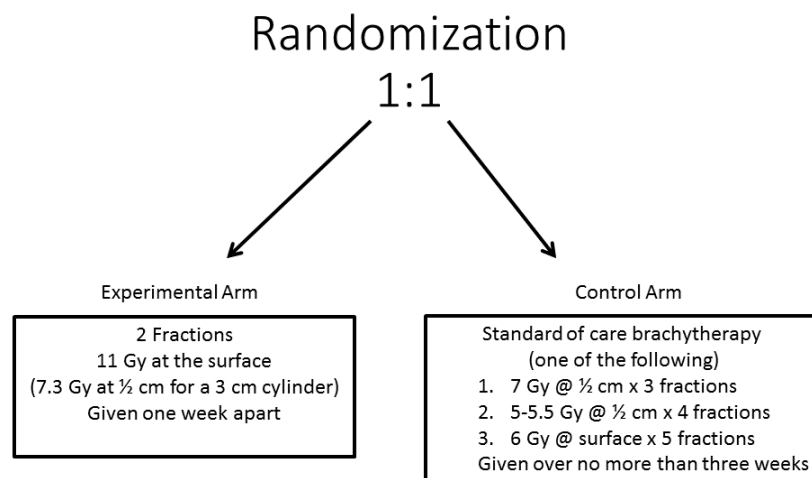 Randomization
1:1
Experimental Arm
2 Fractions
11 Gy at the surface
(7.3 Gy at ½ cm for a 3 cm cylinder)
Given one week apart
Control Arm
Standard of care brachytherapy
(one of the following)
1. 7 Gy @ ½ cm x 3 fractions
2. 5-5.5 Gy @ ½ cm x 4 fractions
3. 6 Gy @ surface x 5 fractions
Given over no more than three weeks